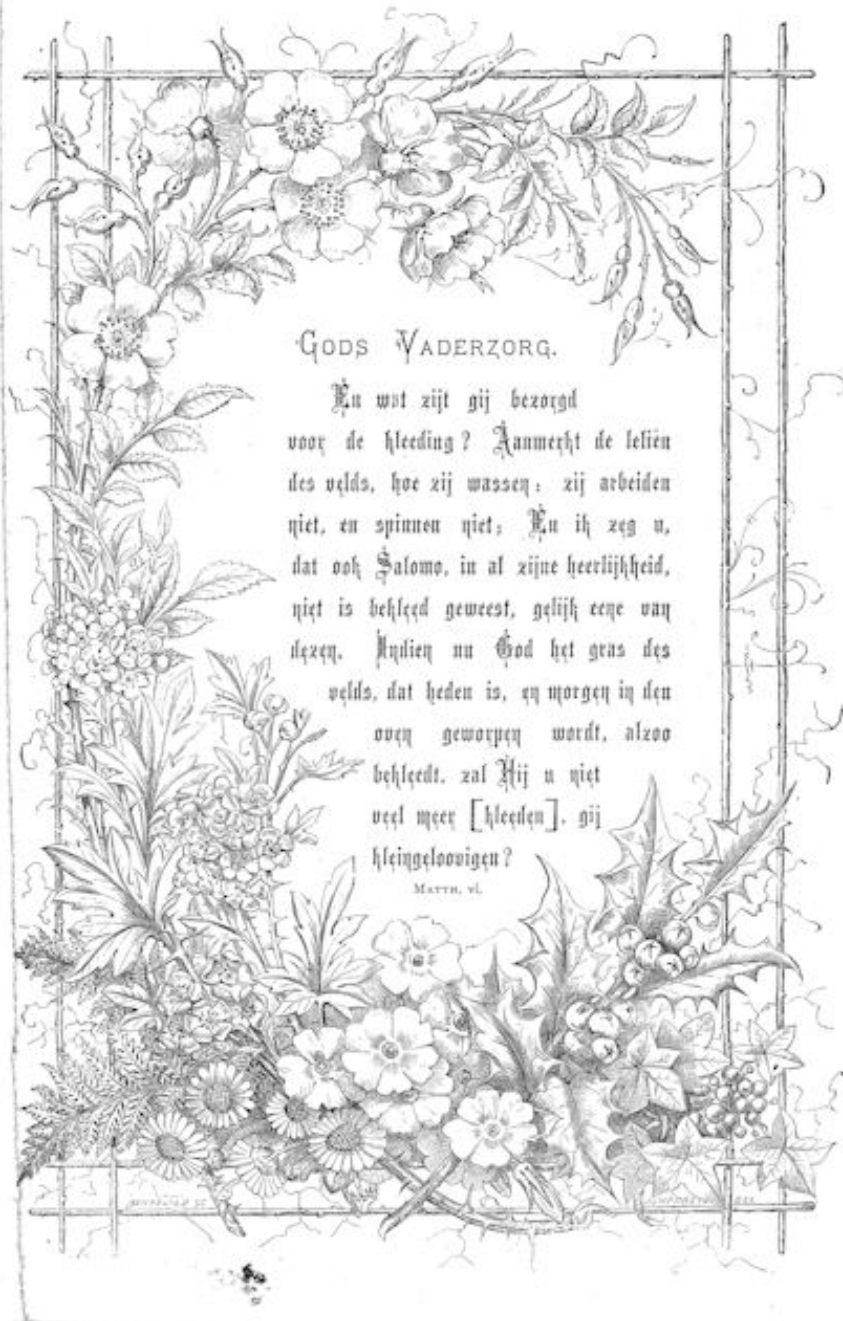 GODS VADERZORG.
En wat zijt gij bezorgd
voor de kleeding? Aanmerkt de leliën
des velds, hoe zij wassen; zij arbeiden
niet, en spinnen niet; En ik zeg u,
dat ook Salomo, in al zijne heerlijkheid,
niet is bekleed geweest, gelijk eene van
dezen. Indien nu God het gras des
velds, dat heden is, en morgen in den
oven geworpen wordt, alzoo
bekleedt, zal Hij u niet
veel meer [kleeden], gij
kleingeloovigen?
MATTH. vi.